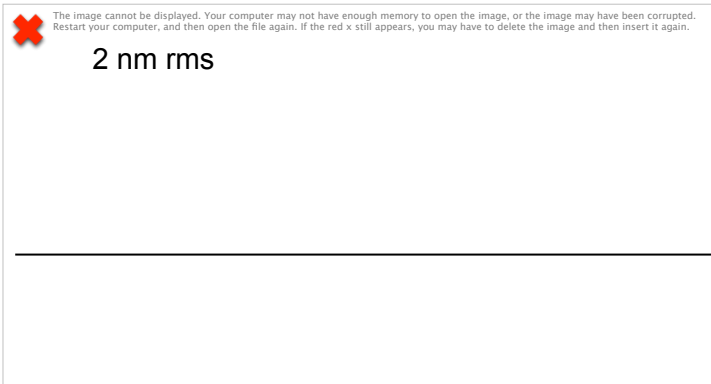 The image cannot be displayed. Your computer may not have enough memory to open the image, or the image may have been corrupted.
Restart your computer, and then open the file again. If the red x still appears, you may have to delete the image and then insert it again.
2 nm rms